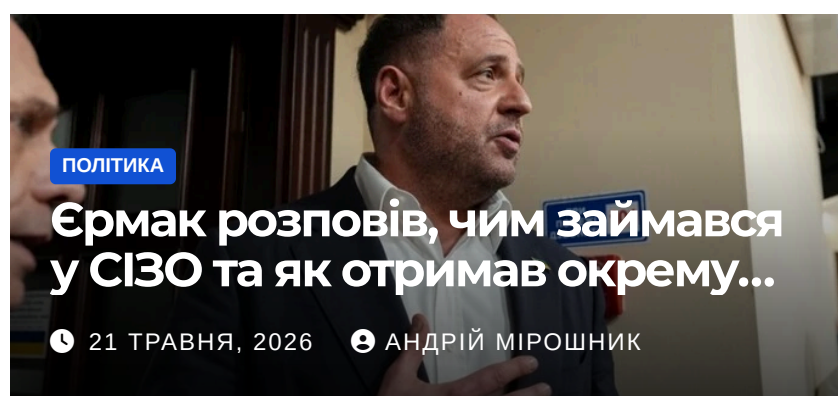 ПОЛІТИКА
Єрмак розповів, чим займався
у СІЗО та як отримав окрему...
21 ТРАВНЯ, 2026 АНДРІЙ МІРОШНИК